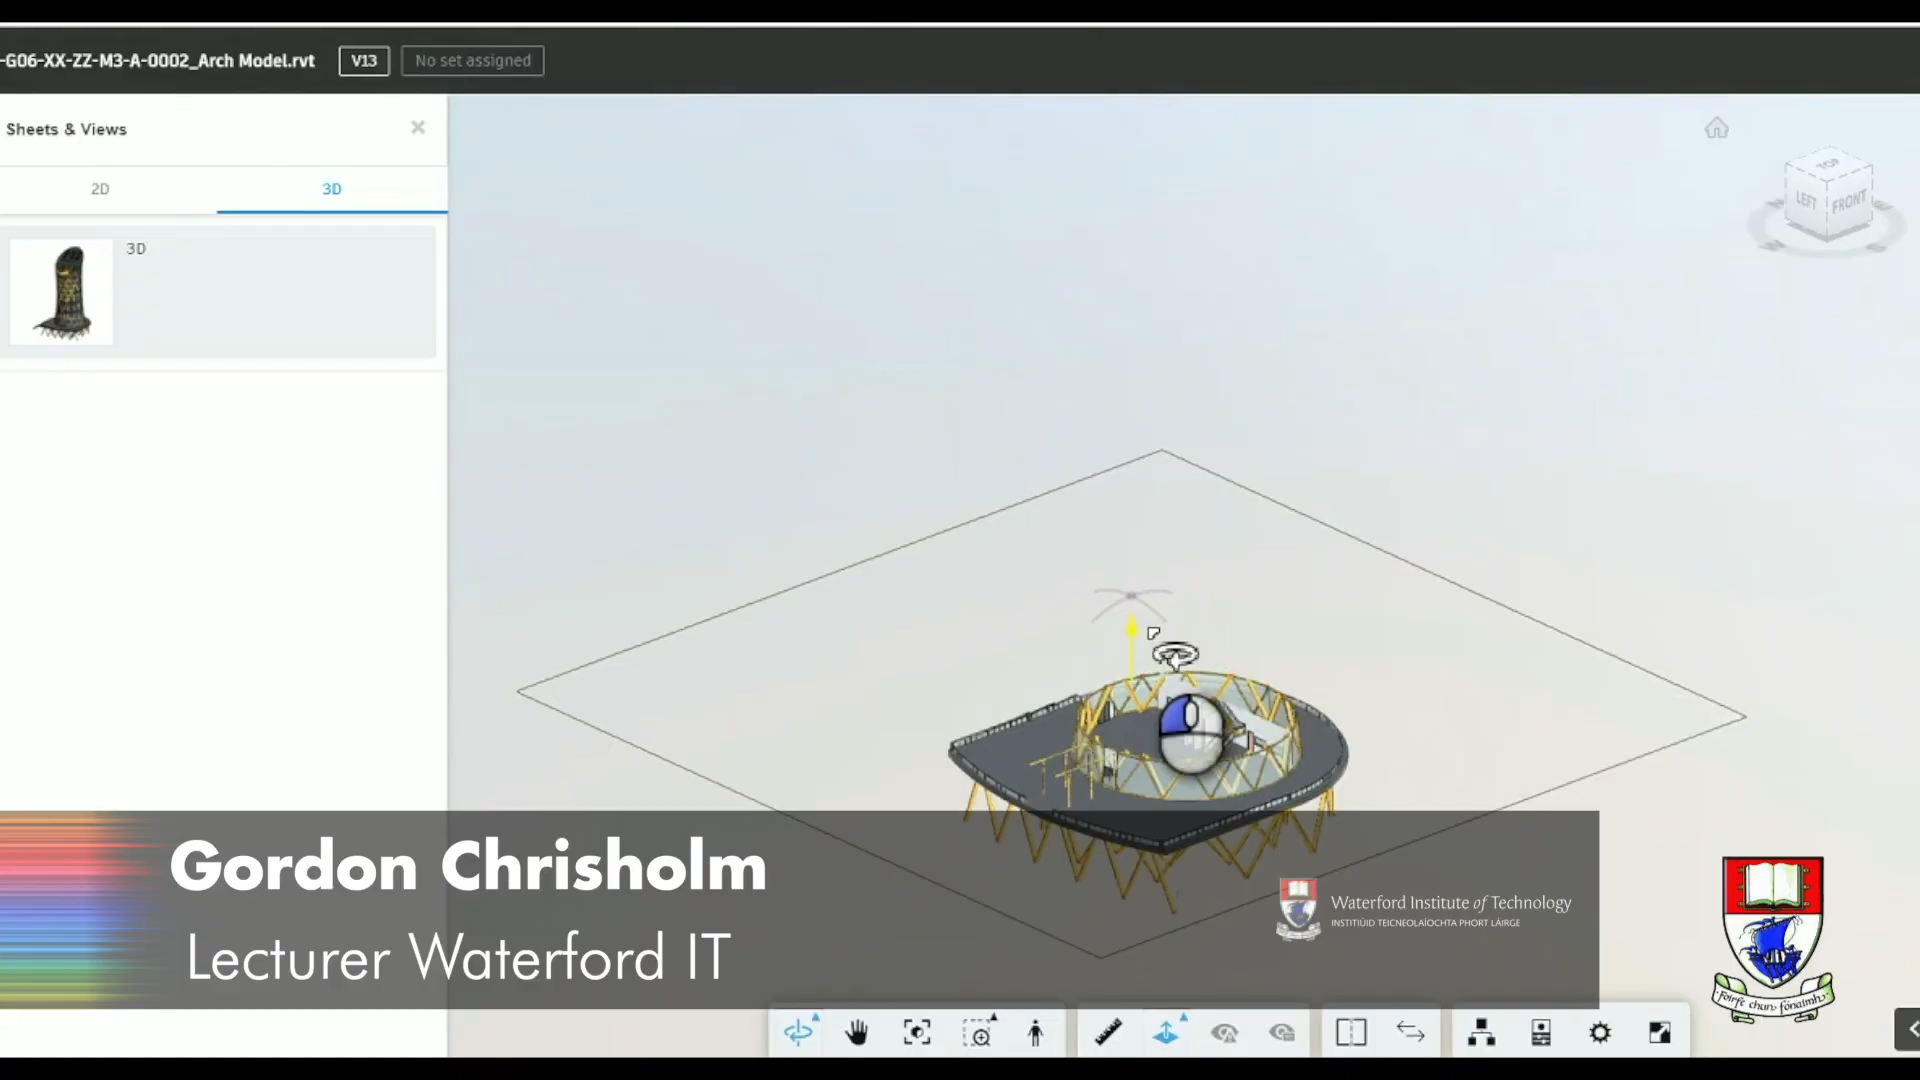 -G06-XX-ZZ-M3-A-0002_Arch Model.rvt
V13
No set assigned
Sheets & Views
2D
3D
3D
TOP
LEFT
FRONT
Gordon Chrisholm
Lecturer Waterford IT
Waterford Institute of Technology
INSTITIÚID TEICNEOLAÍOCHTA PHORT LÁIRGE